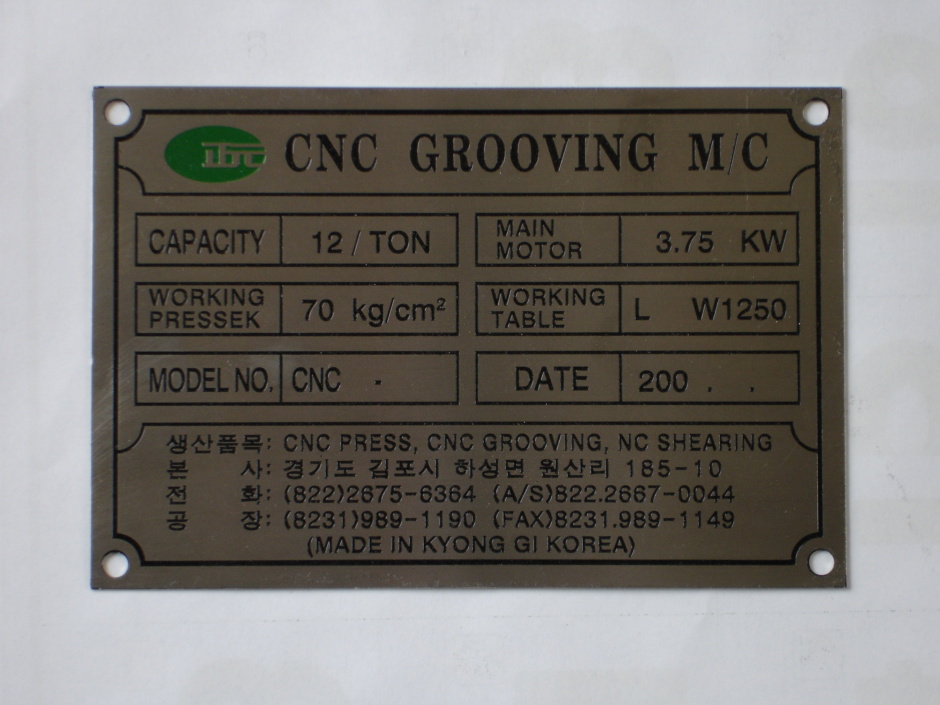 CNC GROOVING M/C
CAPACITY 12 / TON
MAIN MOTOR 3.75 KW
WORKING PRESSEK 70 kg/cm²
WORKING TABLE L W1250
MODEL NO. CNC .
DATE 200 . .
생산품목: CNC PRESS, CNC GROOVING, NC SHEARING
본 사: 경기도 김포시 하성면 원산리 185-10
전 화: (822)2675-6364 (A/S)822.2667-0044
공 장: (8231)989-1190 (FAX)8231.989-1149
(MADE IN KYONG GI KOREA)